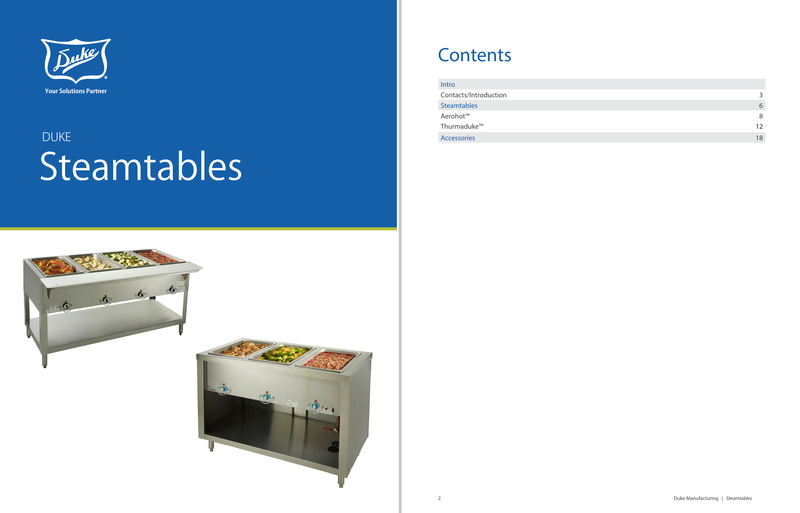 Duke
®
Your Solutions Partner
DUKE
Steamtables
Contents
Intro
Contacts/Introduction 3
Steamtables 6
Aerohot™ 8
Thurmaduke™ 12
Accessories 18
2
Duke Manufacturing | Steamtables